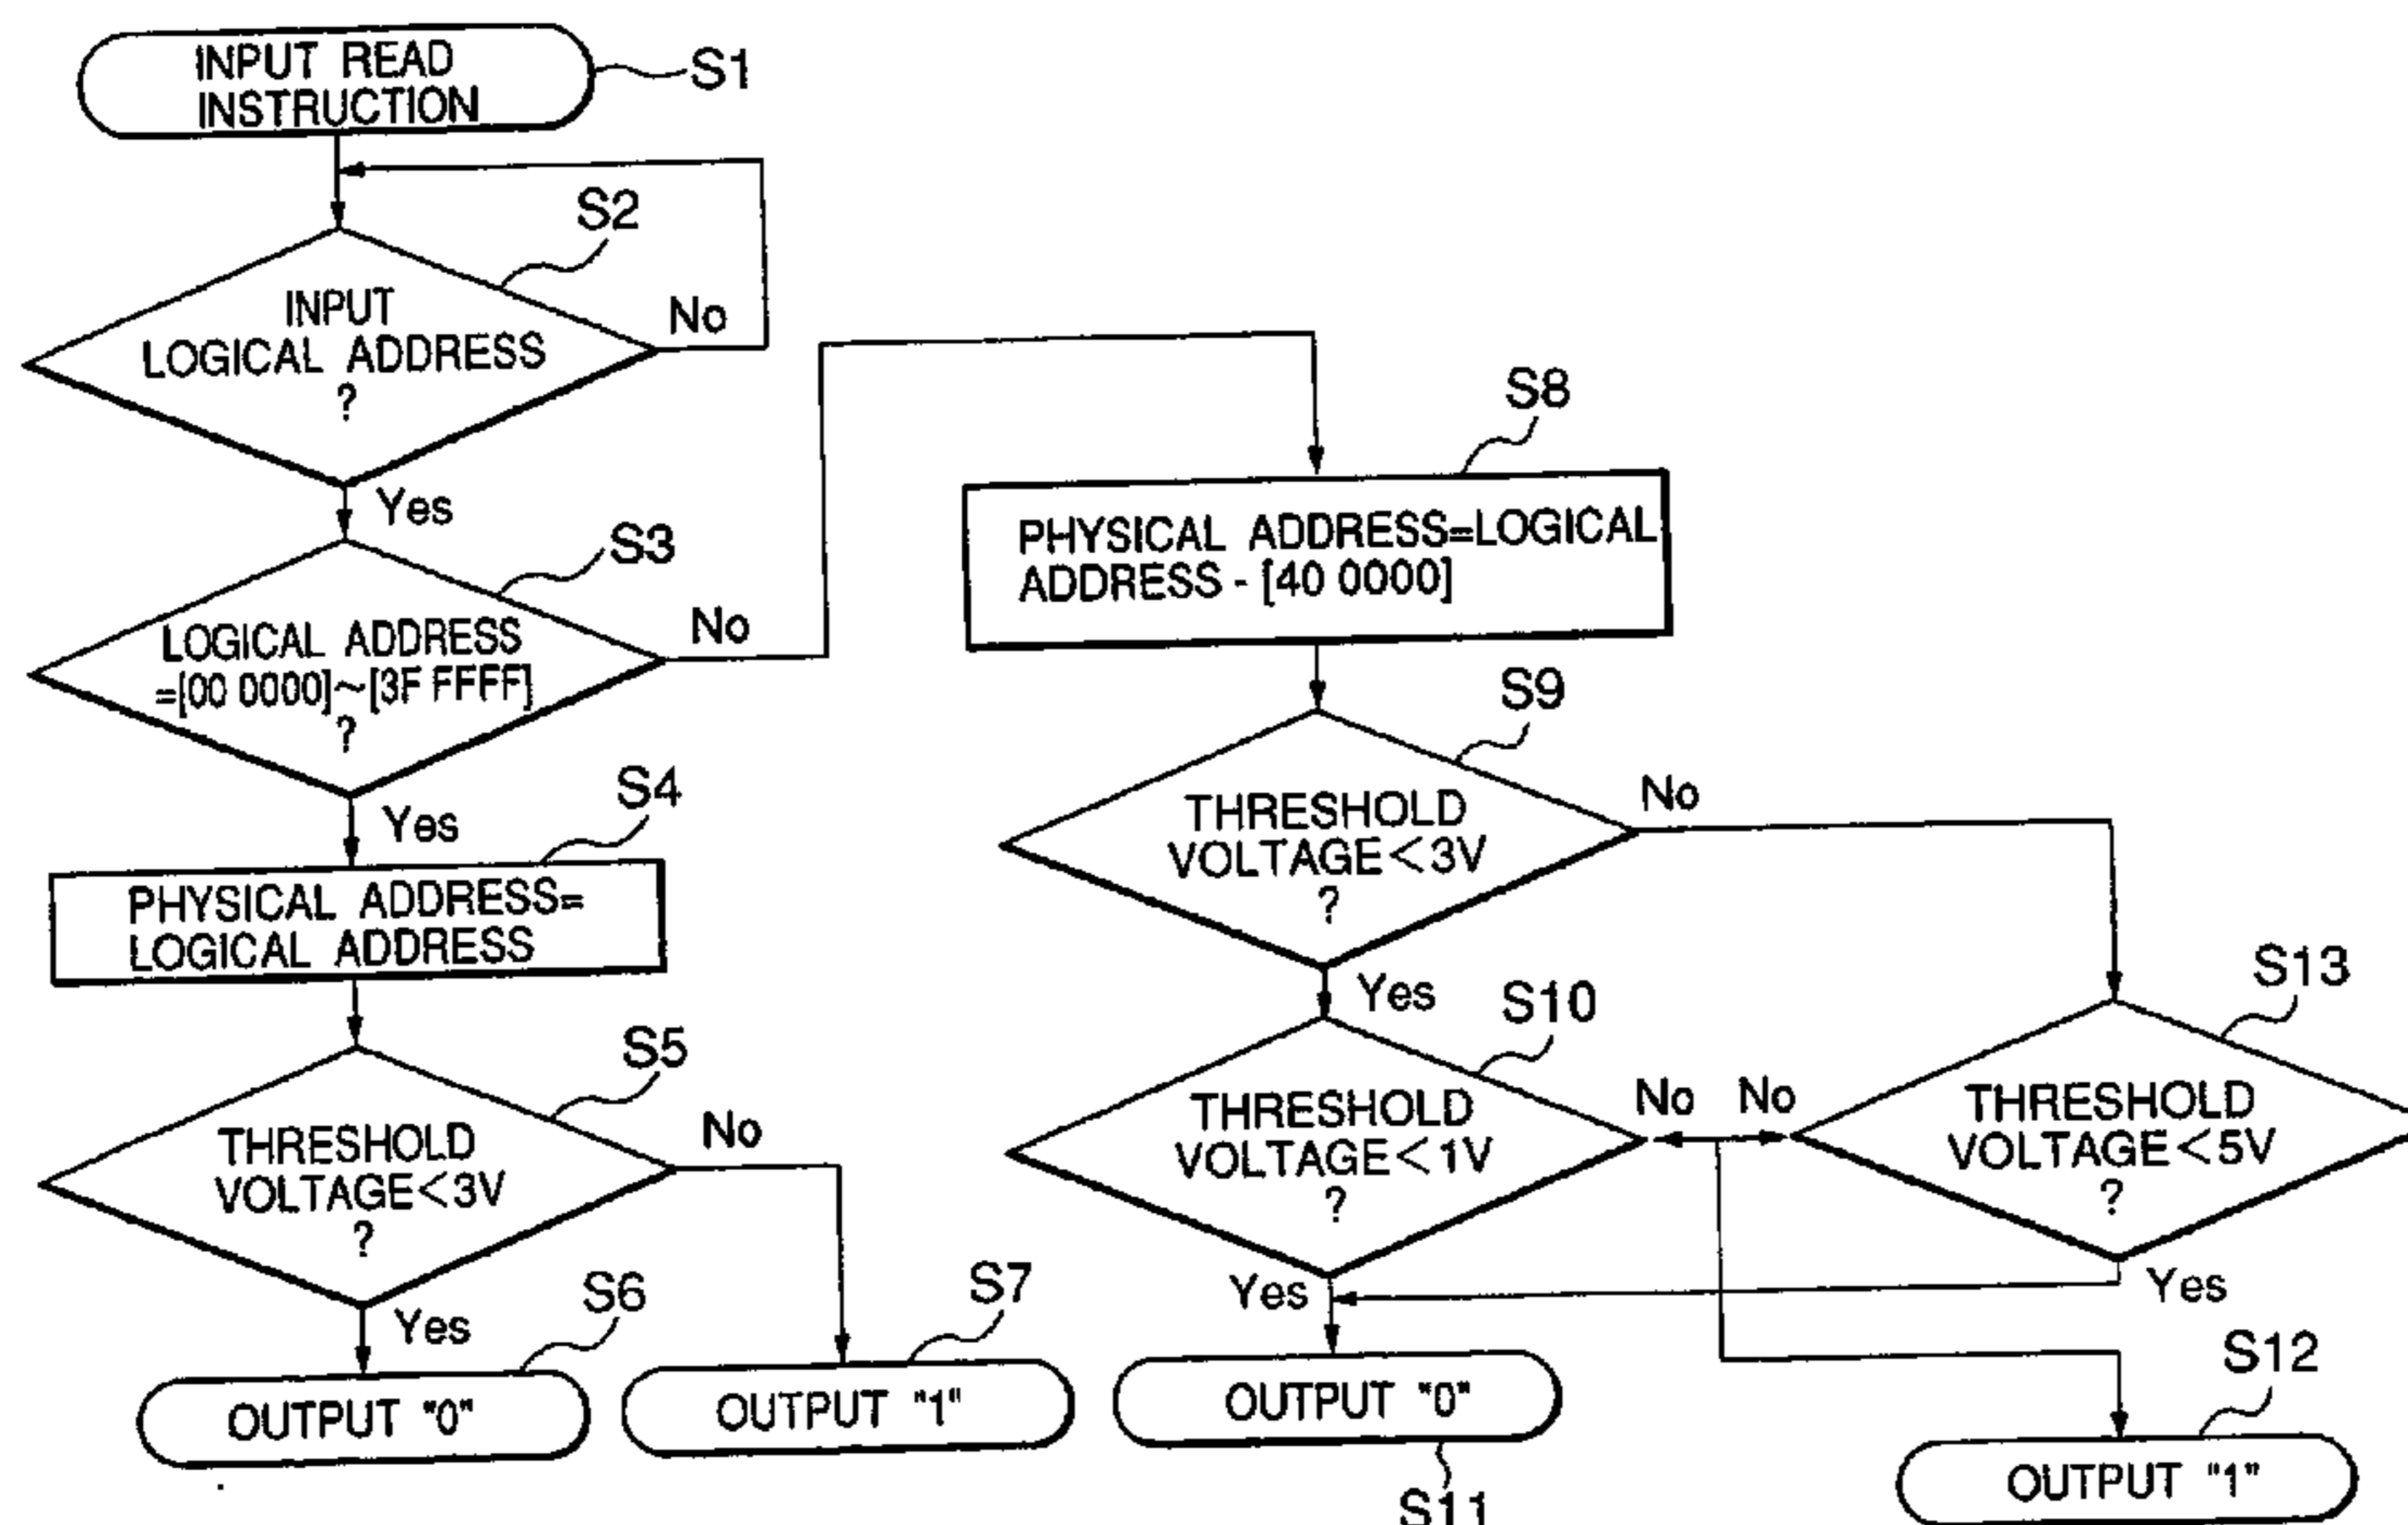 INPUT READ
INSTRUCTION
S1
S2
INPUT
LOGICAL ADDRESS
?
No
Yes
S3
LOGICAL ADDRESS
=[00 0000]~[3F FFFF]
?
No
Yes
S4
PHYSICAL ADDRESS=
LOGICAL ADDRESS
S5
THRESHOLD
VOLTAGE<3V
?
No
Yes
S6
OUTPUT "0"
S7
OUTPUT "1"
S8
PHYSICAL ADDRESS=LOGICAL
ADDRESS - [40 0000]
S9
THRESHOLD
VOLTAGE<3V
?
No
Yes
S10
THRESHOLD
VOLTAGE<1V
?
No
Yes
No
S13
THRESHOLD
VOLTAGE<5V
?
Yes
OUTPUT "0"
S11
S12
OUTPUT "1"